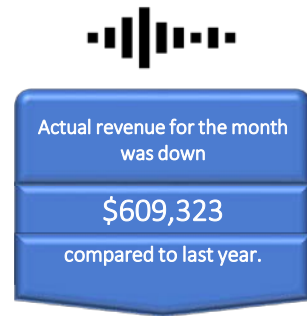 Actual revenue for the month
was down
$609,323
compared to last year.